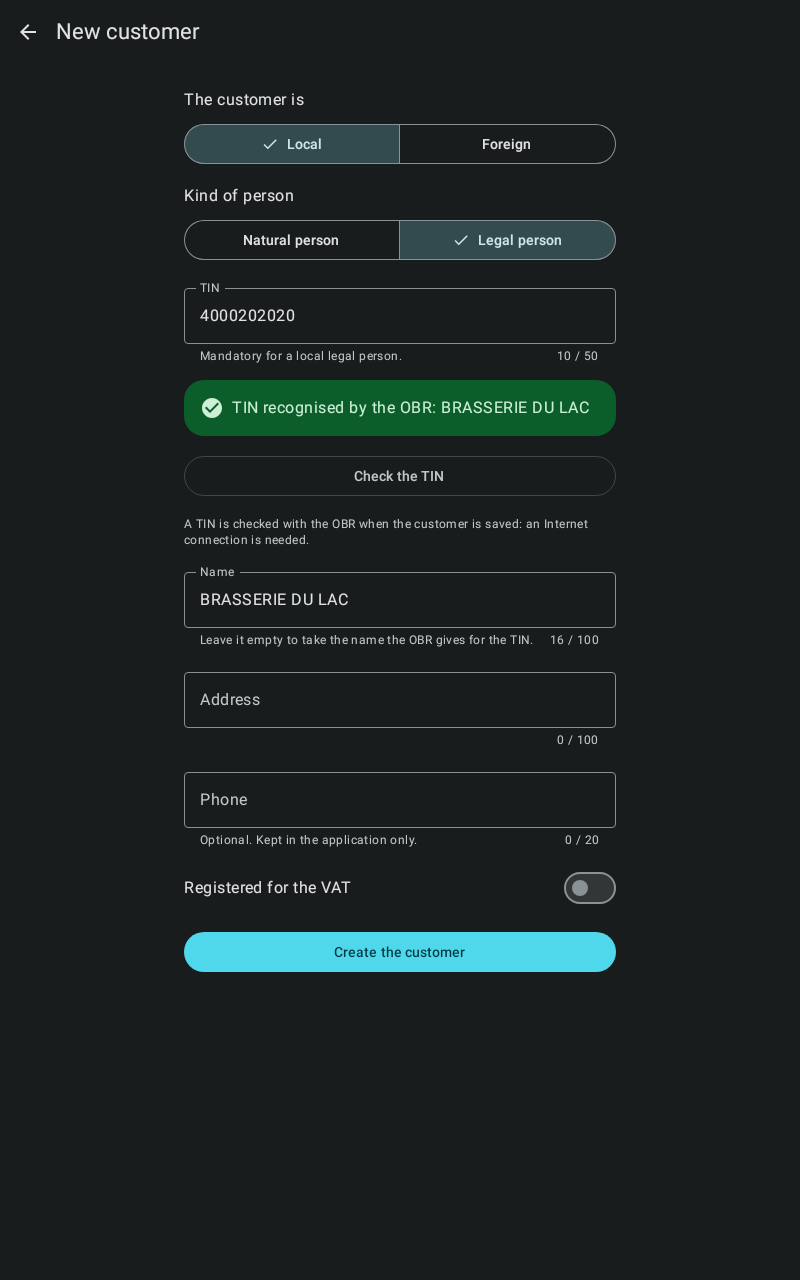 New customer
The customer is
Local
Foreign
Kind of person
Natural person
Legal person
TIN
4000202020
Mandatory for a local legal person.
10 / 50
TIN recognised by the OBR: BRASSERIE DU LAC
Check the TIN
A TIN is checked with the OBR when the customer is saved: an Internet
connection is needed.
Name
BRASSERIE DU LAC
Leave it empty to take the name the OBR gives for the TIN.
16 / 100
Address
0 / 100
Phone
Optional. Kept in the application only.
0 / 20
Registered for the VAT
Create the customer